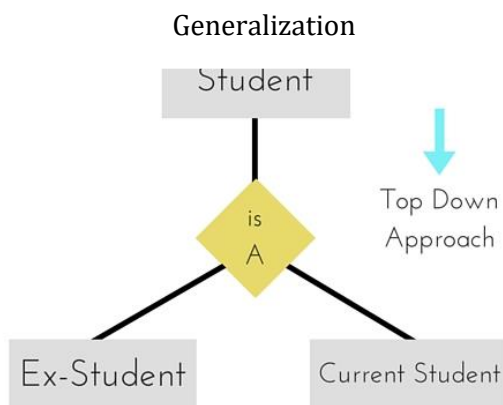 Generalization
Student
Top Down
Approach
is
A
Ex-Student
Current Student